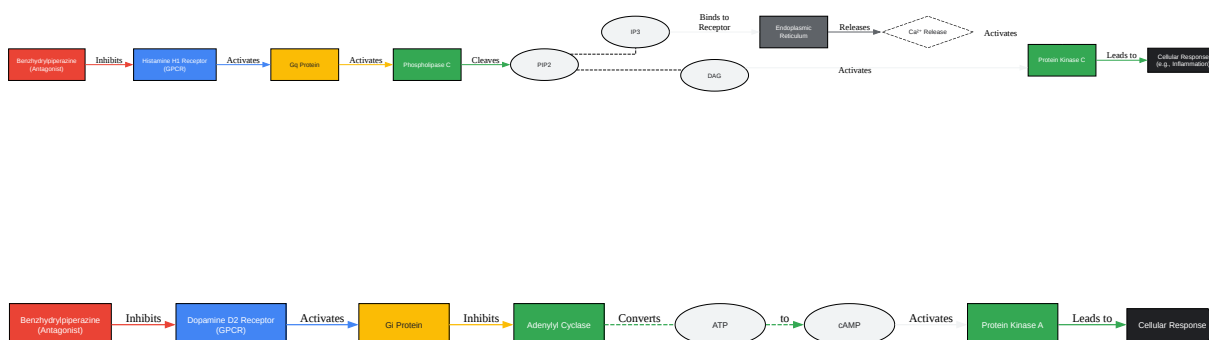 Benzhydrylpiperazine
(Antagonist)
Inhibits
Histamine H1 Receptor
(GPCR)
Activates
Gq Protein
Activates
Phospholipase C
Cleaves
PIP2
IP3
Binds to
Receptor
Endoplasmic
Reticulum
Releases
Ca²⁺ Release
Activates
DAG
Activates
Protein Kinase C
Leads to
Cellular Response
(e.g., Inflammation)
Benzhydrylpiperazine
(Antagonist)
Inhibits
Dopamine D2 Receptor
(GPCR)
Activates
Gi Protein
Inhibits
Adenylyl Cyclase
Converts
ATP
to
cAMP
Activates
Protein Kinase A
Leads to
Cellular Response